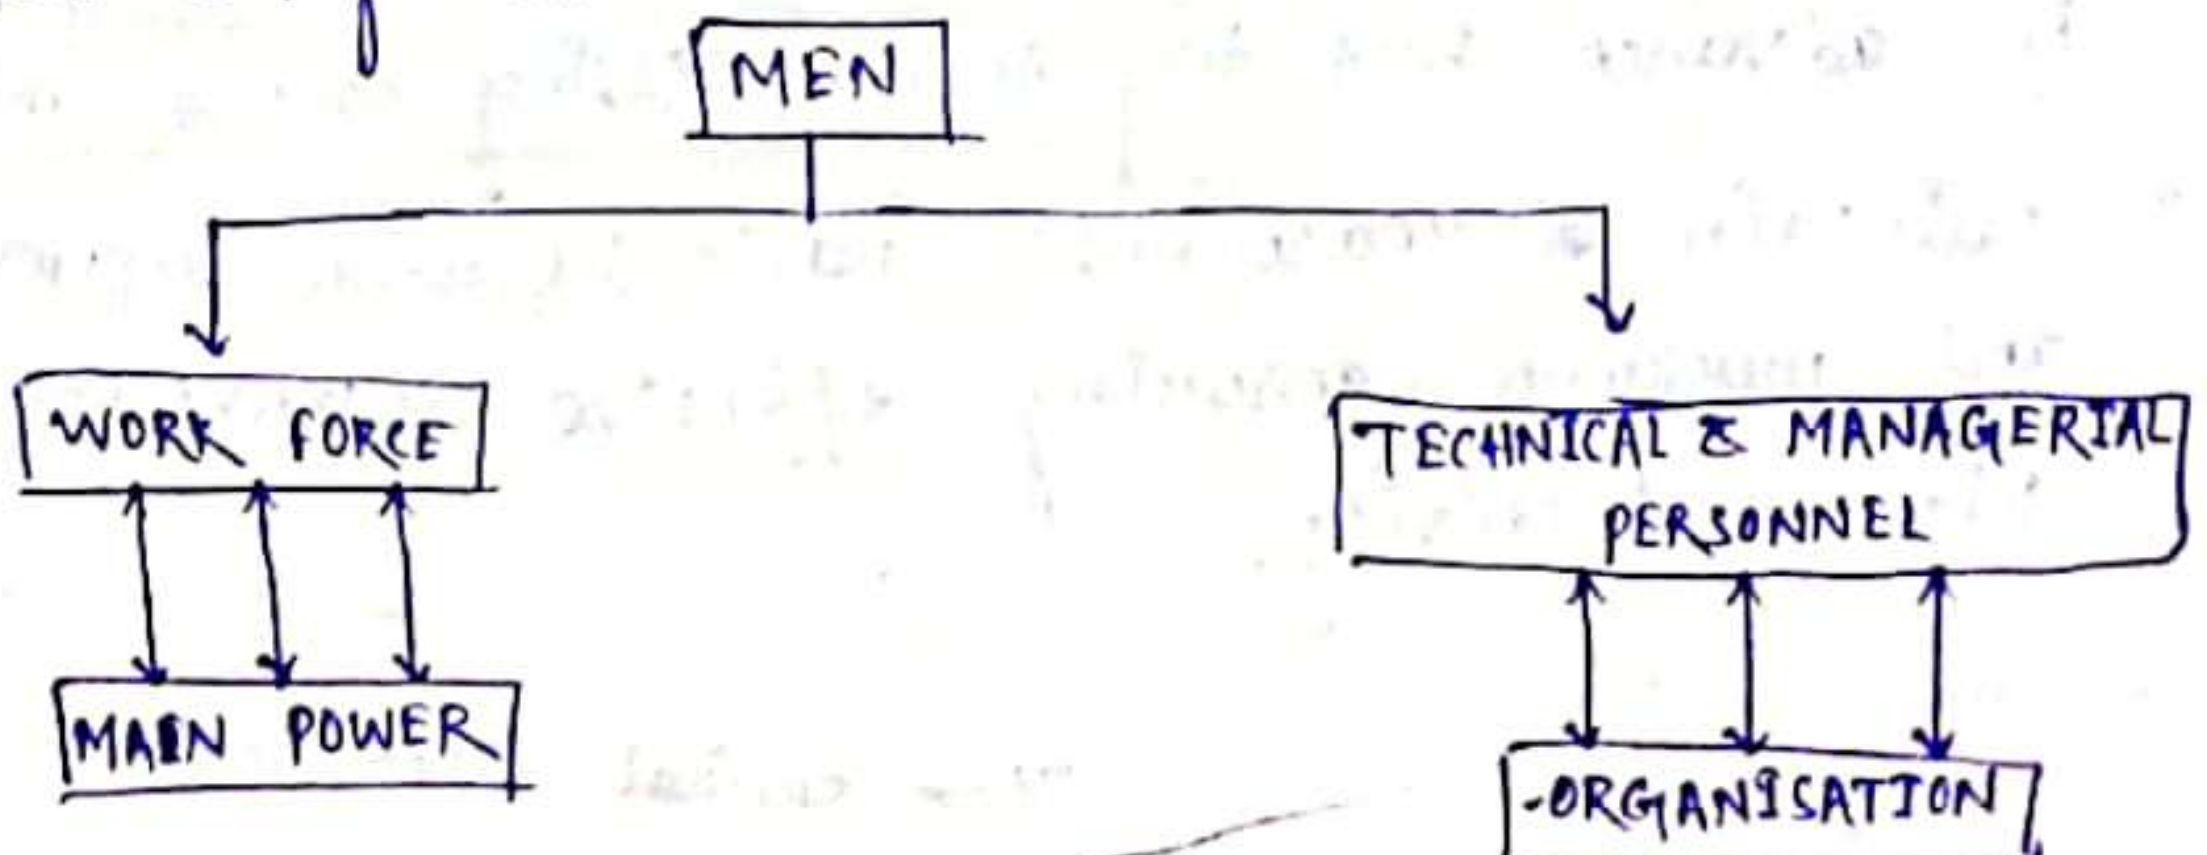 MEN
WORK FORCE
TECHNICAL & MANAGERIAL
PERSONNEL
MAIN POWER
-ORGANISATION